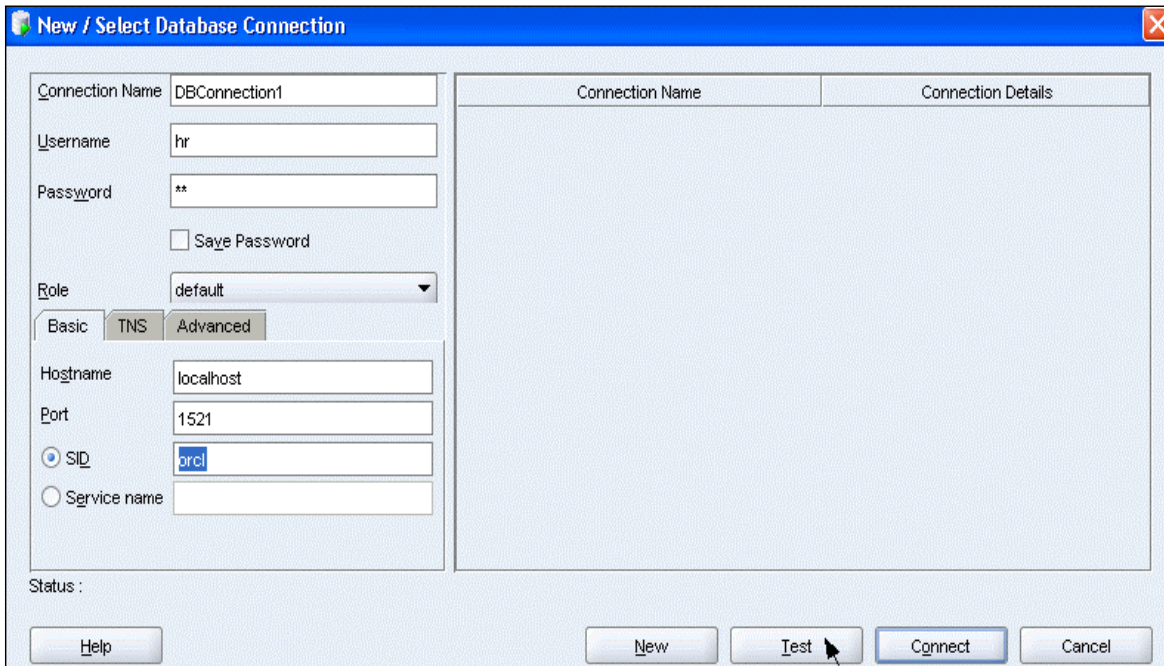 New / Select Database Connection
Connection Name DBConnection1
Username hr
Password **
Save Password
Role default
Basic TNS Advanced
Hostname localhost
Port 1521
SID orcl
Service name
Connection Name Connection Details
Status :
Help New Test Connect Cancel